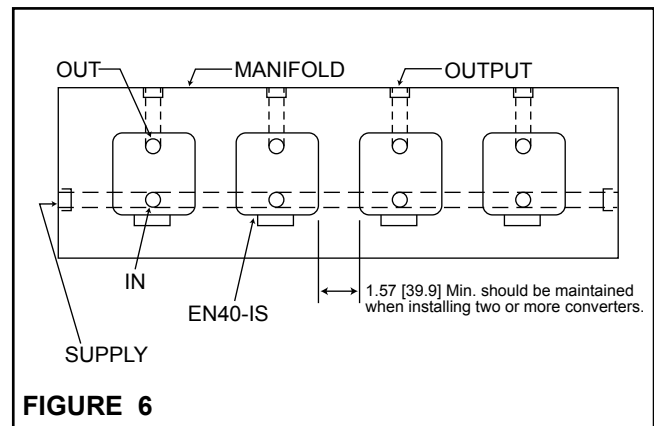 OUT
MANIFOLD
OUTPUT
IN
EN40-IS
1.57 [39.9] Min. should be maintained
when installing two or more converters.
SUPPLY
FIGURE 6